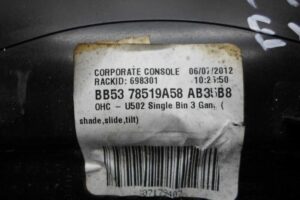 CORPORATE CONSOLE 06/07/2012
RACKID: 698301 10:21:50
BB53 78519A58 AB35B8
OHC - U502 Single Bin 3 Gan, (
shade,slide,tilt)